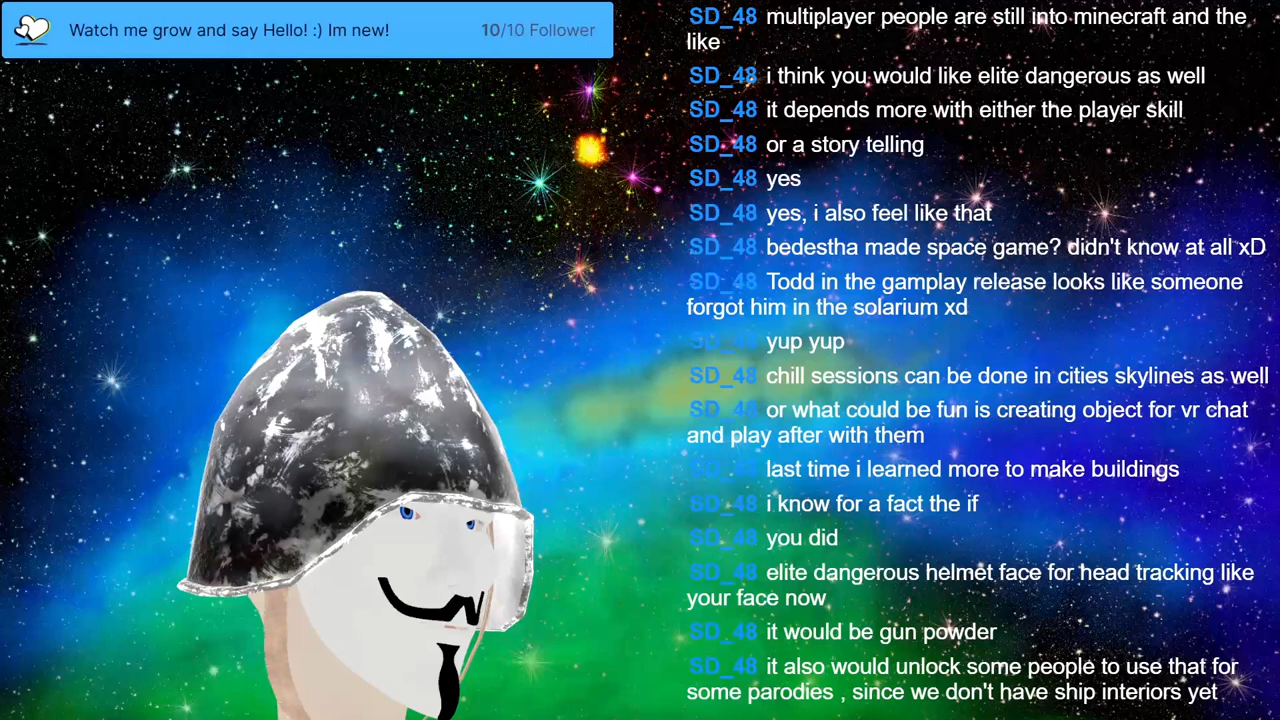 Watch me grow and say Hello! :) Im new!
10/10 Follower
SD_48 multiplayer people are still into minecraft and the
like
SD_48 i think you would like elite dangerous as well
SD_48 it depends more with either the player skill
SD_48 or a story telling
SD_48 yes
SD_48 yes, i also feel like that
SD_48 bedestha made space game? didn't know at all xD
SD_48 Todd in the gamplay release looks like someone
forgot him in the solarium xd
SD_48 yup yup
SD_48 chill sessions can be done in cities skylines as well
SD_48 or what could be fun is creating object for vr chat
and play after with them
SD_48 last time i learned more to make buildings
SD_48 i know for a fact the if
SD_48 you did
SD_48 elite dangerous helmet face for head tracking like
your face now
SD_48 it would be gun powder
SD_48 it also would unlock some people to use that for
some parodies , since we don't have ship interiors yet